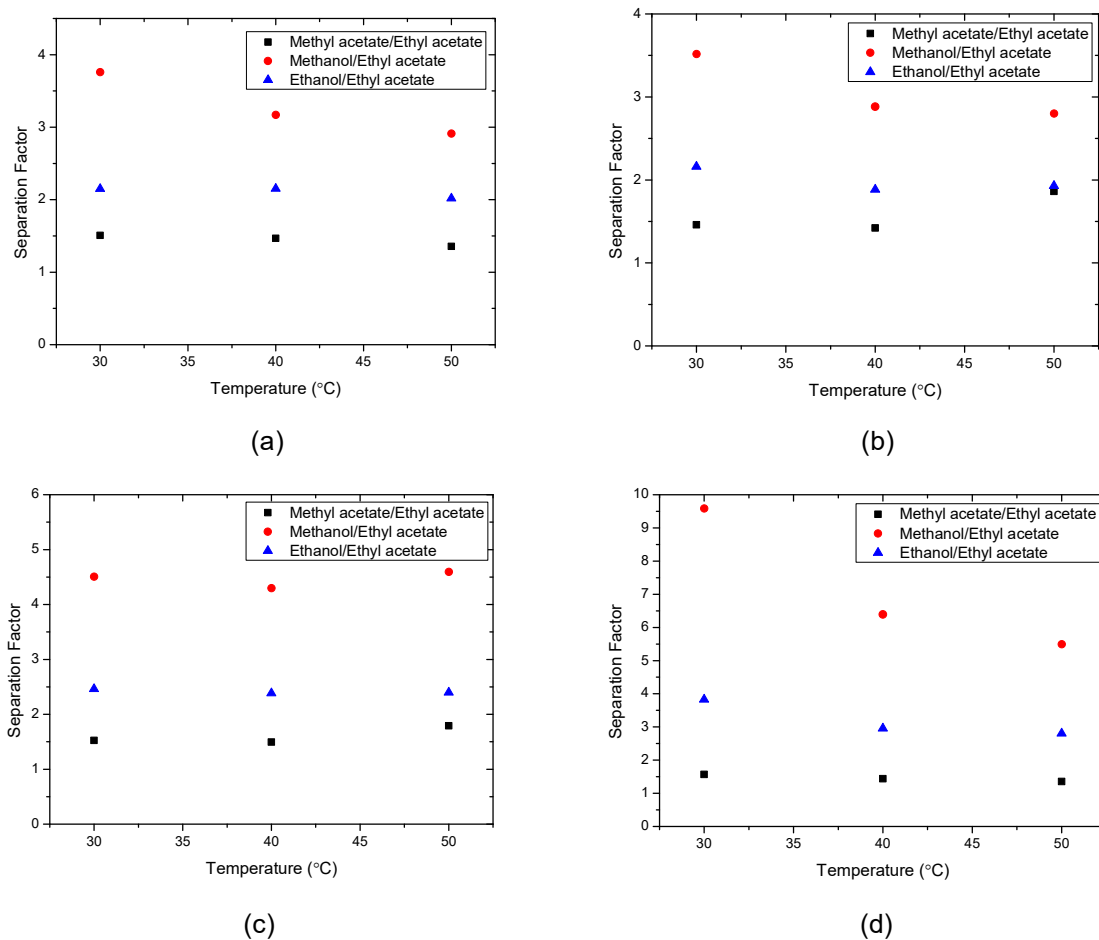 Methyl acetate/Ethyl acetate
Methanol/Ethyl acetate
Ethanol/Ethyl acetate
Separation Factor
4
3
2
1
0
30
35
40
45
50
Temperature (°C)
(a)
Methyl acetate/Ethyl acetate
Methanol/Ethyl acetate
Ethanol/Ethyl acetate
Separation Factor
4
3
2
1
0
30
35
40
45
50
Temperature (°C)
(b)
Methyl acetate/Ethyl acetate
Methanol/Ethyl acetate
Ethanol/Ethyl acetate
Separation Factor
6
5
4
3
2
1
0
30
35
40
45
50
Temperature (°C)
(c)
Methyl acetate/Ethyl acetate
Methanol/Ethyl acetate
Ethanol/Ethyl acetate
Separation Factor
10
9
8
7
6
5
4
3
2
1
0
30
35
40
45
50
Temperature (°C)
(d)